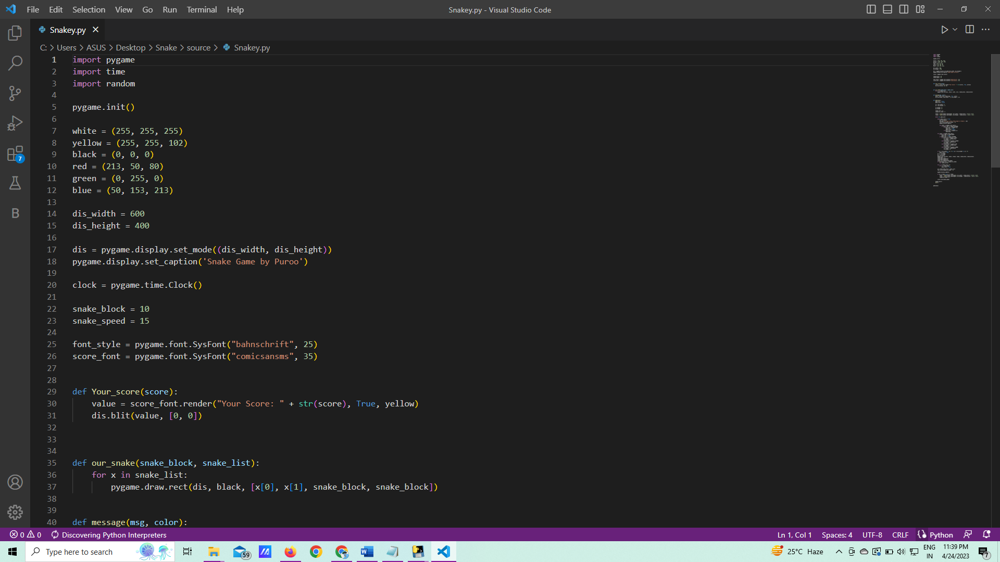 File Edit Selection View Go Run Terminal Help
Snakey.py - Visual Studio Code
Snakey.py
C: > Users > ASUS > Desktop > Snake > source > Snakey.py
1 import pygame
2 import time
3 import random
4
5 pygame.init()
6
7 white = (255, 255, 255)
8 yellow = (255, 255, 102)
9 black = (0, 0, 0)
10 red = (213, 50, 80)
11 green = (0, 255, 0)
12 blue = (50, 153, 213)
13
14 dis_width = 600
15 dis_height = 400
16
17 dis = pygame.display.set_mode((dis_width, dis_height))
18 pygame.display.set_caption('Snake Game by Puroo')
19
20 clock = pygame.time.Clock()
21
22 snake_block = 10
23 snake_speed = 15
24
25 font_style = pygame.font.SysFont("bahnschrift", 25)
26 score_font = pygame.font.SysFont("comicsansms", 35)
27
28
29 def Your_score(score):
30     value = score_font.render("Your Score: " + str(score), True, yellow)
31     dis.blit(value, [0, 0])
32
33
34
35 def our_snake(snake_block, snake_list):
36     for x in snake_list:
37         pygame.draw.rect(dis, black, [x[0], x[1], snake_block, snake_block])
38
39
40 def message(msg, color):
7
B
0 0 Discovering Python Interpreters
Ln 1, Col 1 Spaces: 4 UTF-8 CRLF Python
Type here to search
59
25°C Haze
ENG
IN
11:39 PM
4/24/2023
7